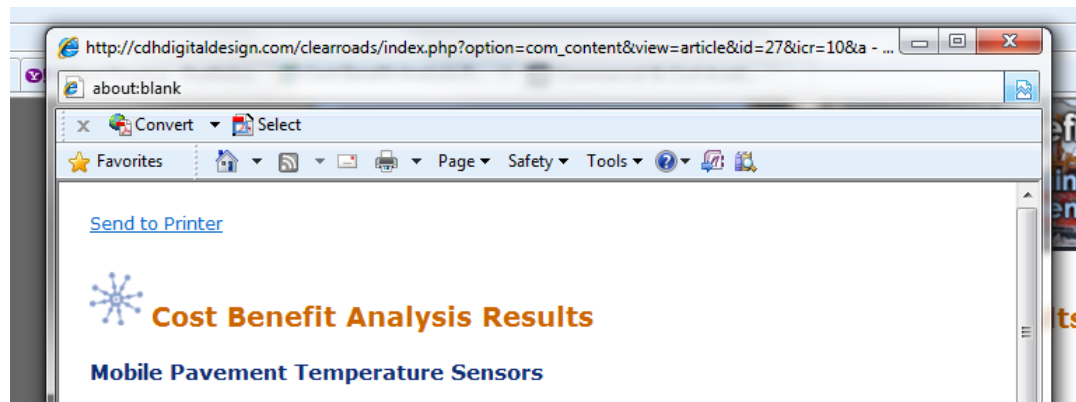 http://cdhdigitaldesign.com/clearroads/index.php?option=com_content&view=article&id=27&icr=10&a - ...
about:blank
x Convert Select
Favorites Page Safety Tools
Send to Printer
Cost Benefit Analysis Results
Mobile Pavement Temperature Sensors